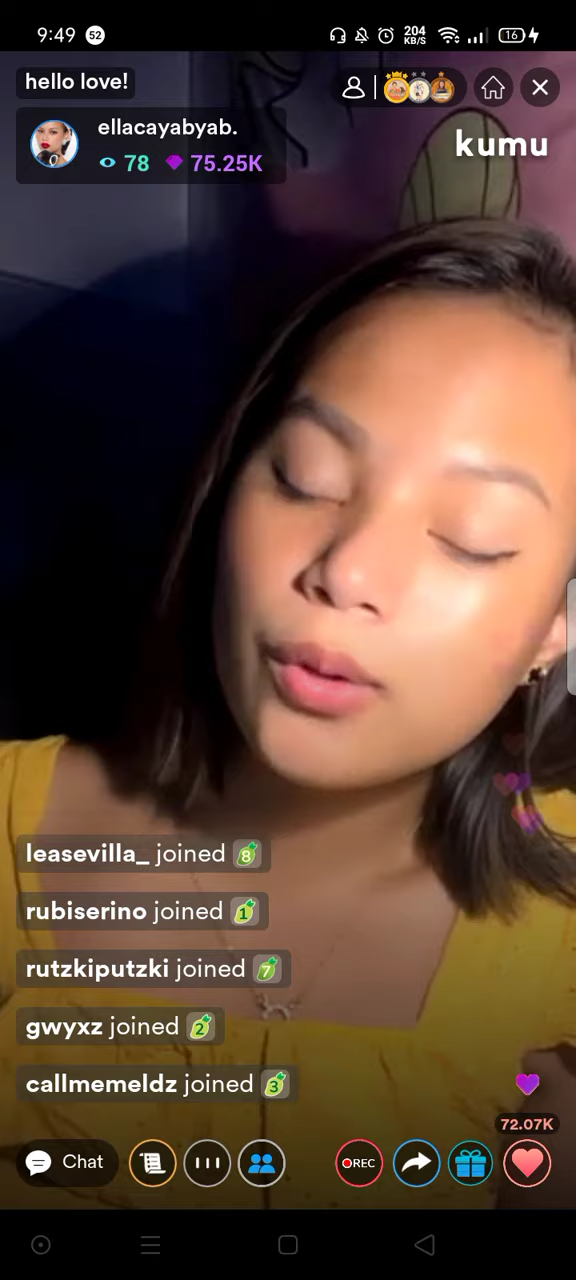 9:49 52 204 KB/S 16
hello love!
ellacayabyab.
78 75.25K
kumu
leasevilla_ joined 8
rubiserino joined 1
rutzkiputzki joined 7
gwyxz joined 2
callmemeldz joined 3
72.07K
Chat REC